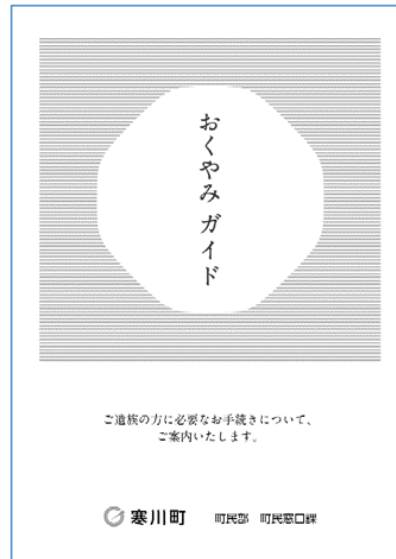 おくやみ ガイド
ご遺族の方に必要なお手続きについて、
ご案内いたします。
寒川町 町民部 町民窓口課